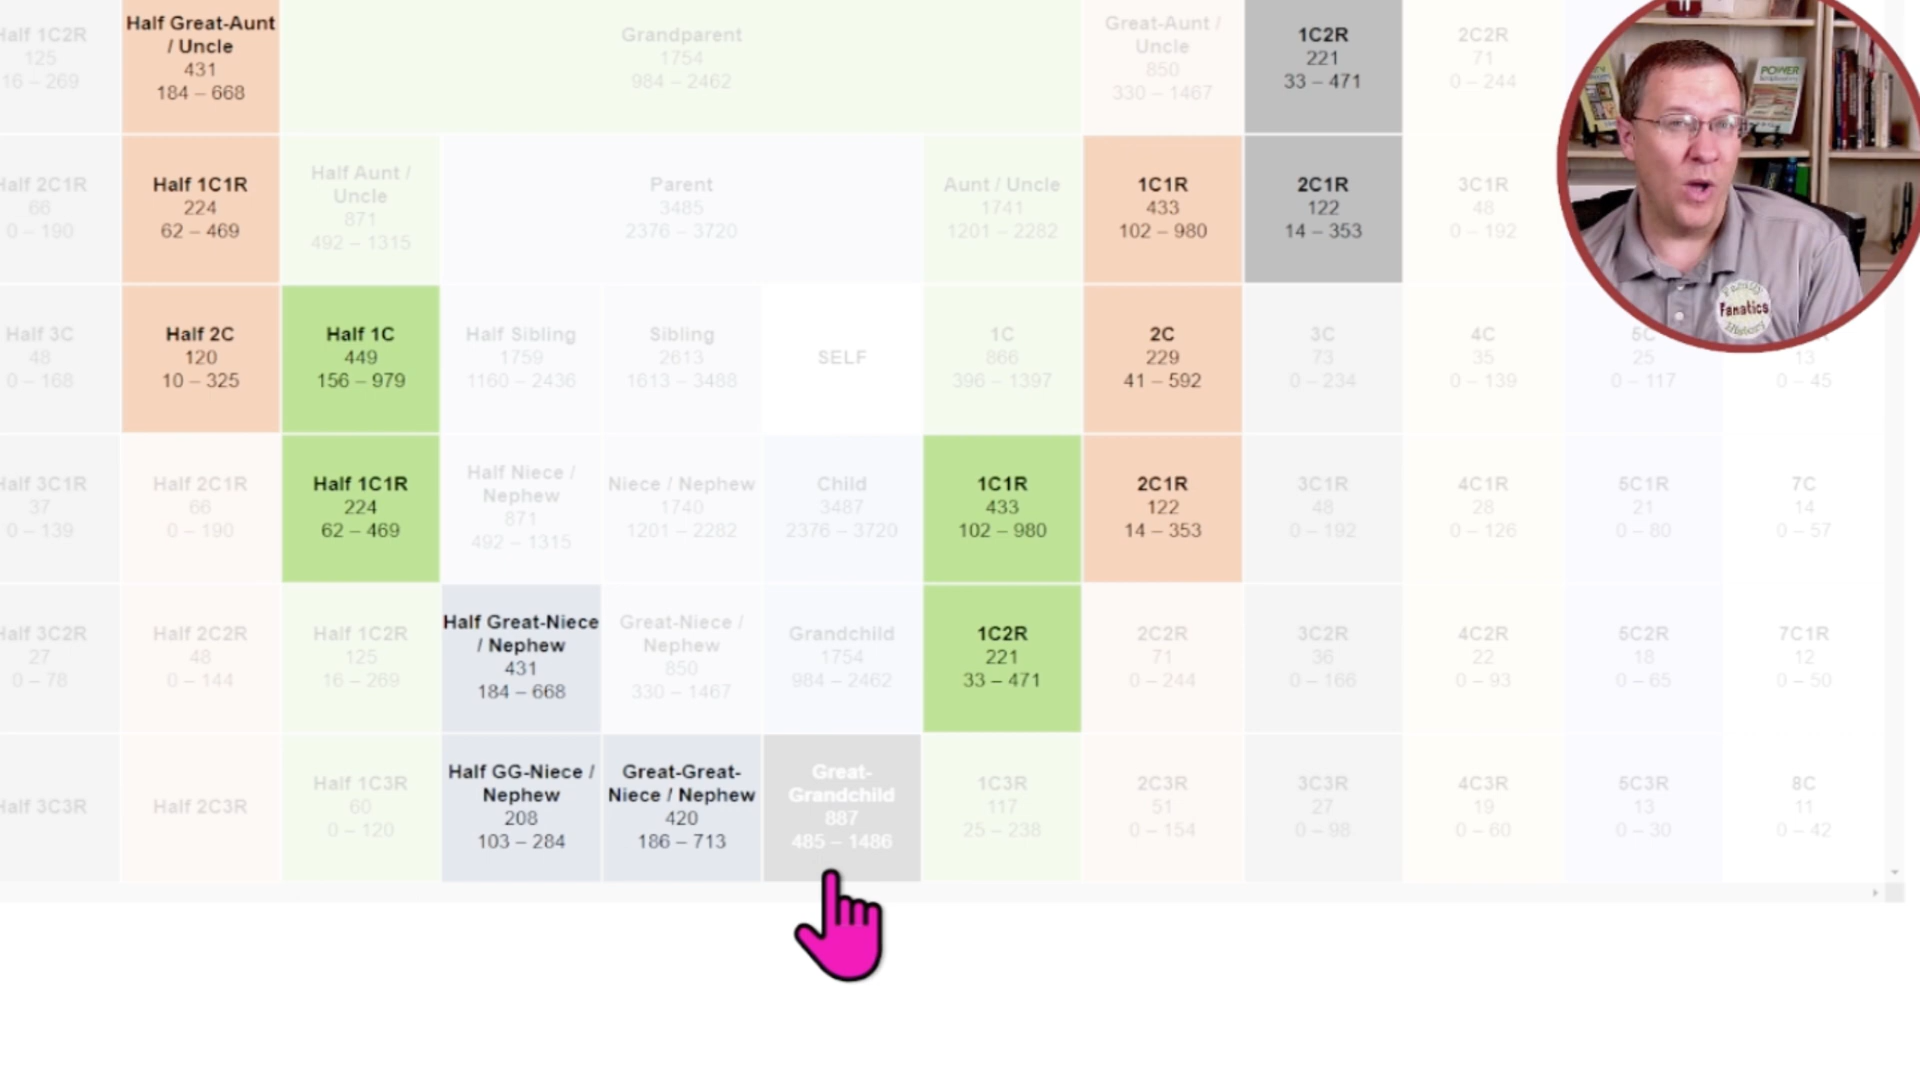 Half 1C2R
125
16 – 269
Half Great-Aunt
/ Uncle
431
184 – 668
Grandparent
1754
984 – 2462
Great-Aunt /
Uncle
850
330 – 1467
1C2R
221
33 – 471
2C2R
71
0 – 244
Half 2C1R
66
0 – 190
Half 1C1R
224
62 – 469
Half Aunt /
Uncle
871
492 – 1315
Parent
3485
2376 – 3720
Aunt / Uncle
1741
1201 – 2282
1C1R
433
102 – 980
2C1R
122
14 – 353
3C1R
48
0 – 192
POWER
Family
Fanatics
History
Half 3C
48
0 – 168
Half 2C
120
10 – 325
Half 1C
449
156 – 979
Half Sibling
1759
1160 – 2436
Sibling
2613
1613 – 3488
SELF
1C
866
396 – 1397
2C
229
41 – 592
3C
73
0 – 234
4C
35
0 – 139
5C
25
0 – 117
13
0 – 45
Half 3C1R
37
0 – 139
Half 2C1R
66
0 – 190
Half 1C1R
224
62 – 469
Half Niece /
Nephew
871
492 – 1315
Niece / Nephew
1740
1201 – 2282
Child
3487
2376 – 3720
1C1R
433
102 – 980
2C1R
122
14 – 353
3C1R
48
0 – 192
4C1R
28
0 – 126
5C1R
21
0 – 80
7C
14
0 – 57
Half 3C2R
27
0 – 78
Half 2C2R
48
0 – 144
Half 1C2R
125
16 – 269
Half Great-Niece
/ Nephew
431
184 – 668
Great-Niece /
Nephew
850
330 – 1467
Grandchild
1754
984 – 2462
1C2R
221
33 – 471
2C2R
71
0 – 244
3C2R
36
0 – 166
4C2R
22
0 – 93
5C2R
18
0 – 65
7C1R
12
0 – 50
Half 3C3R
Half 2C3R
Half 1C3R
60
0 – 120
Half GG-Niece /
Nephew
208
103 – 284
Great-Great-
Niece / Nephew
420
186 – 713
Great-
Grandchild
887
485 – 1486
1C3R
117
25 – 238
2C3R
51
0 – 154
3C3R
27
0 – 98
4C3R
19
0 – 60
5C3R
13
0 – 30
8C
11
0 – 42